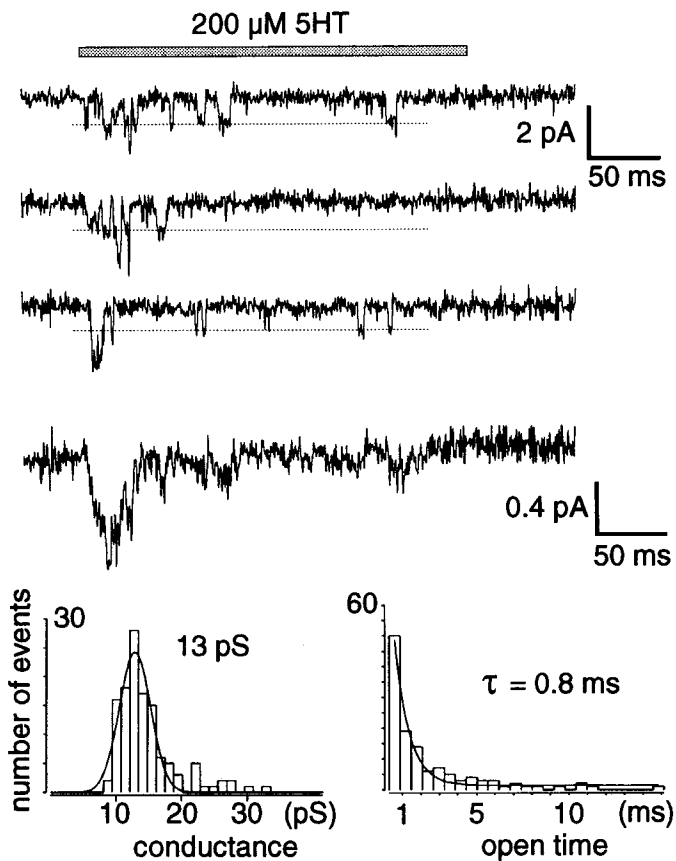 200 µM 5HT
2 pA
50 ms
0.4 pA
50 ms
number of events
30
13 pS
10 20 30 (pS)
conductance
60
τ = 0.8 ms
1 5 10 (ms)
open time